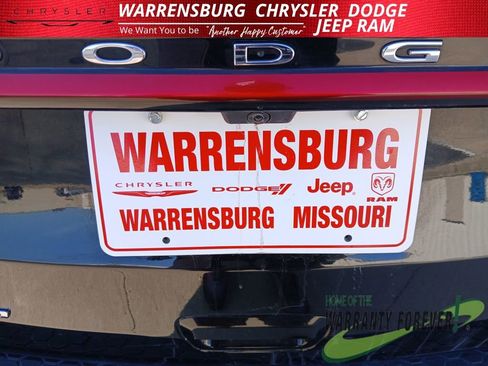 CHRYSLER WARRENSBURG CHRYSLER DODGE
We Want You to be "Another Happy Customer" JEEP RAM
O D G
WARRENSBURG
CHRYSLER DODGE Jeep RAM
WARRENSBURG MISSOURI
HOME OF THE
WARRANTY FOREVER